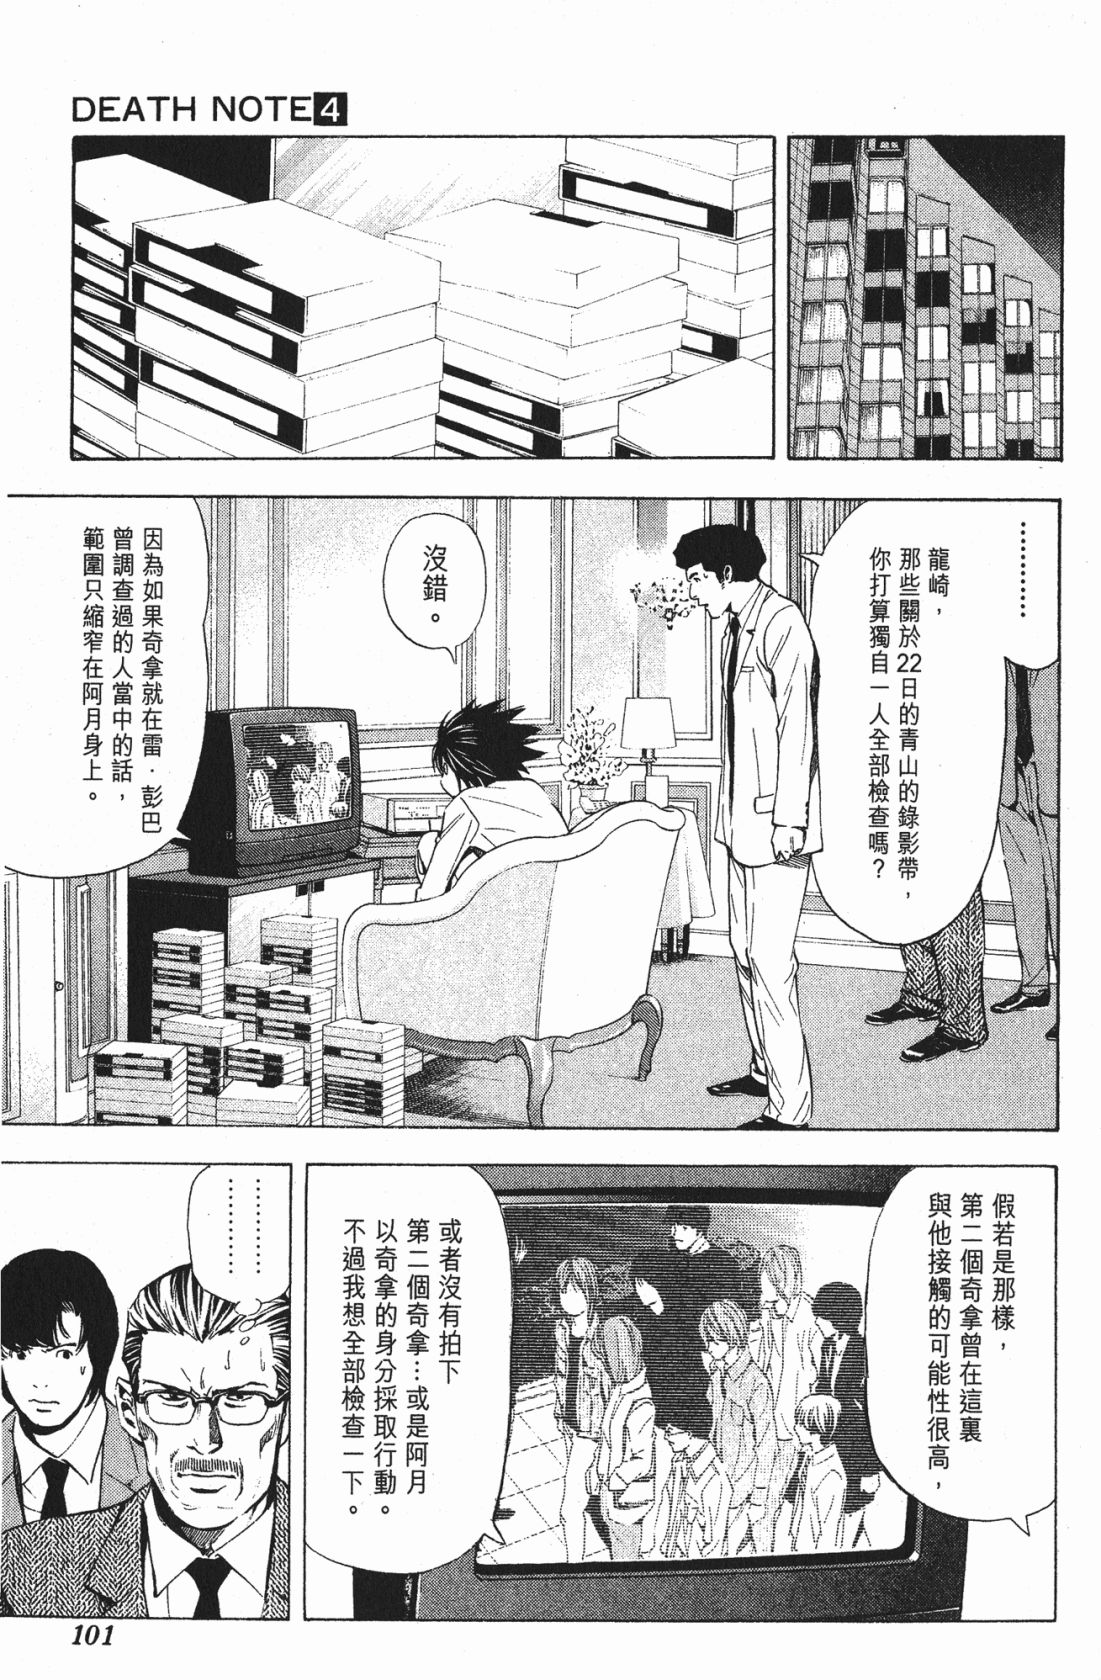 DEATH NOTE 4
…………
龍崎，
那些關於22日的青山的錄影帶，
你打算獨自一人全部檢查嗎？
沒錯。
因為如果奇拿就在雷．彭巴
曾調查過的人當中的話，
範圍只縮窄在阿月身上。
假若是那樣，
第二個奇拿曾在這裏
與他接觸的可能性很高，
或者沒有拍下
第二個奇拿…或是阿月
以奇拿的身分採取行動。
不過我想全部檢查一下。
…………
…………
101